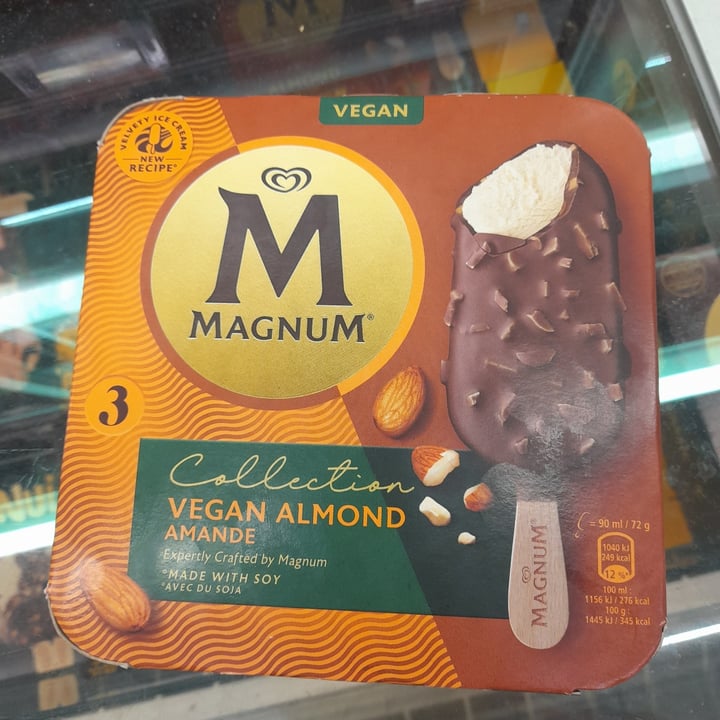 VEGAN
VELVETY ICE CREAM
NEW
RECIPE°
M
MAGNUM®
3
Collection
VEGAN ALMOND
AMANDE
Expertly Crafted by Magnum
°MADE WITH SOY
°AVEC DU SOJA
MAGNUM
= 90 ml / 72 g
1040 kJ
249 kcal
12 %*
100 ml :
1156 kJ / 276 kcal
100 g :
1445 kJ / 345 kcal